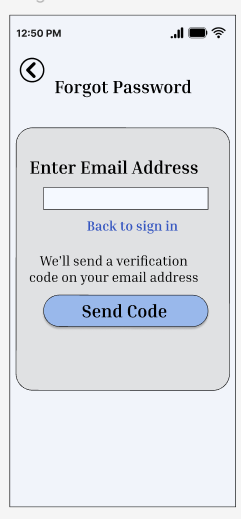 12:50 PM
Forgot Password
Enter Email Address
Back to sign in
We'll send a verification
code on your email address
Send Code